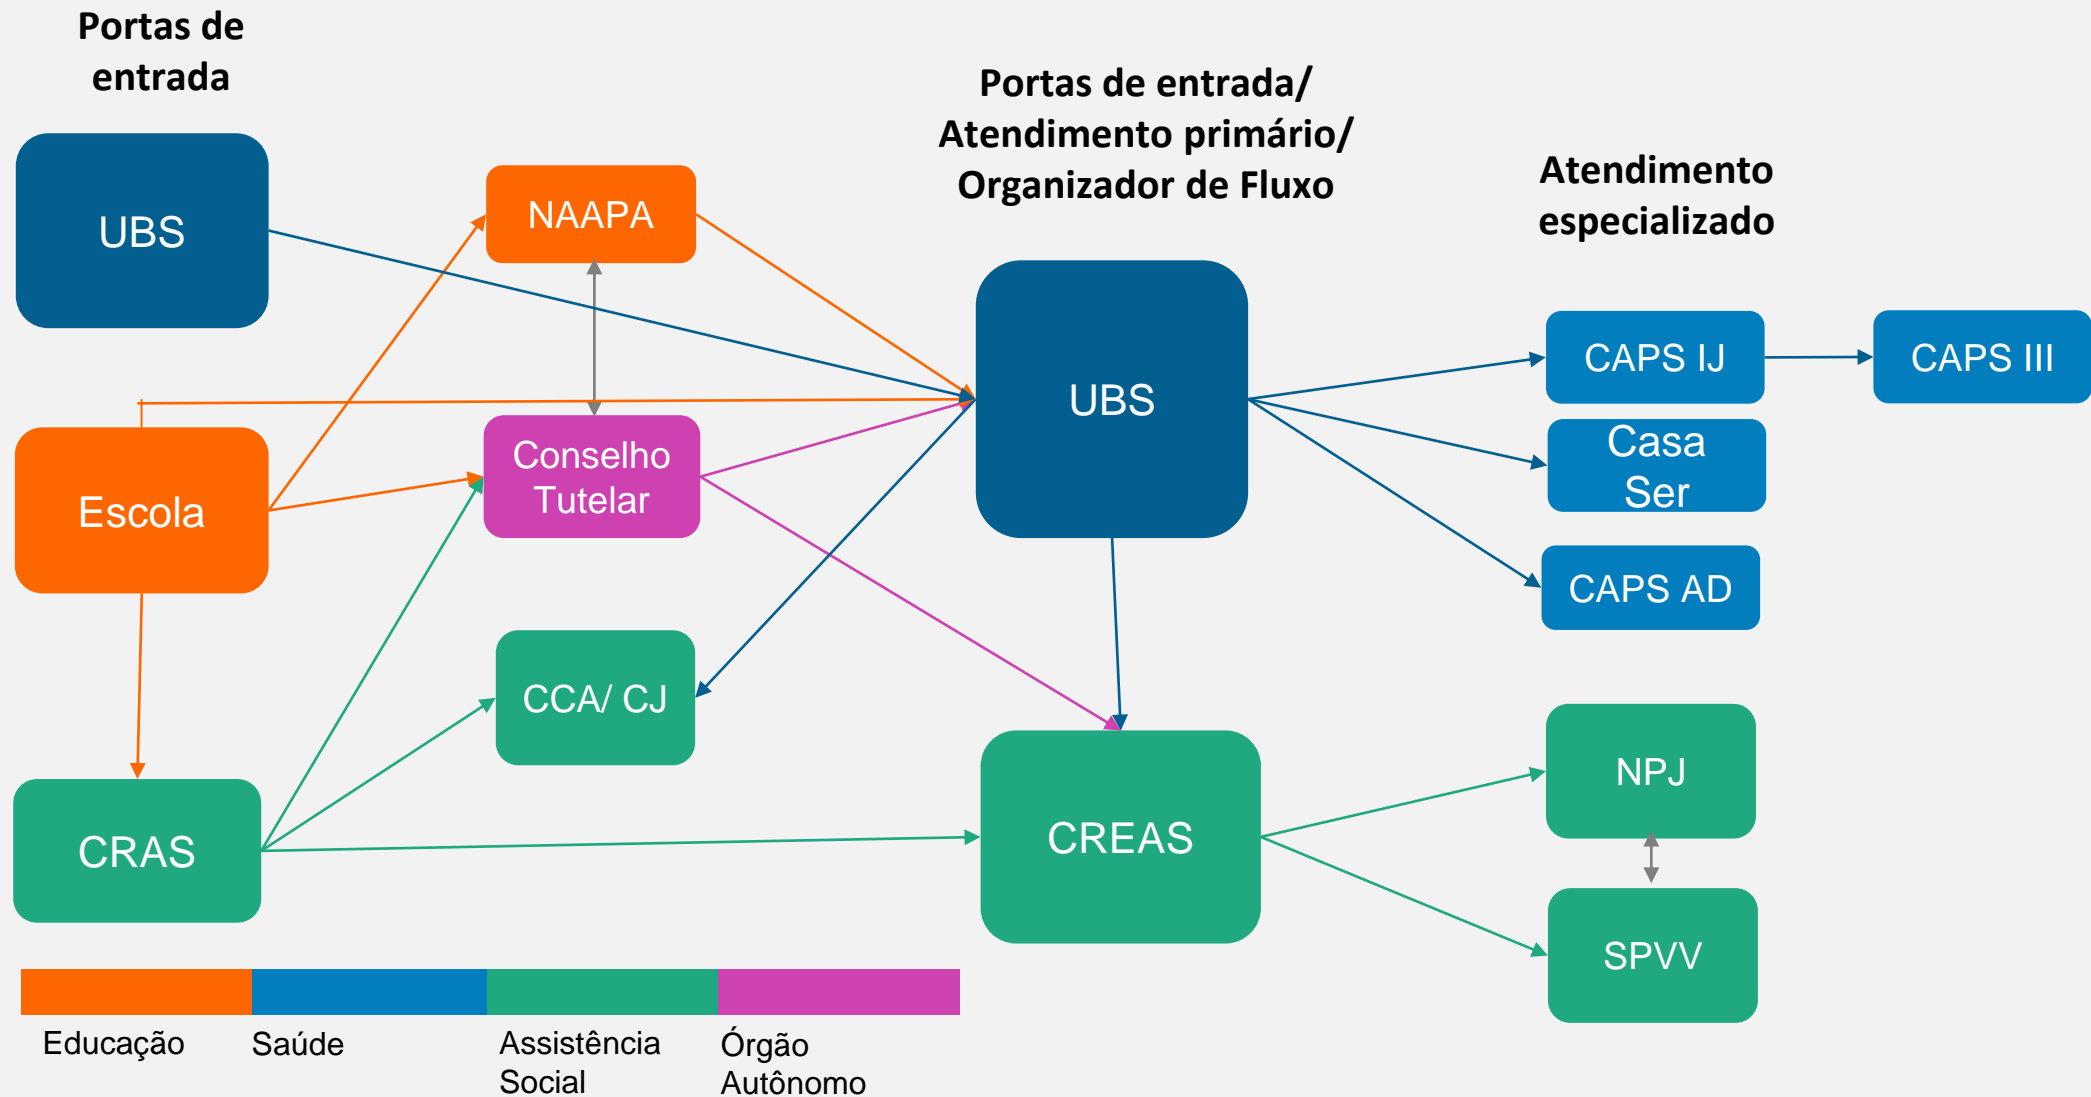 Portas de
entrada
Portas de entrada/
Atendimento primário/
Organizador de Fluxo
Atendimento
especializado
UBS
NAAPA
UBS
CAPS IJ
CAPS III
Casa
Ser
Conselho
Tutelar
Escola
CAPS AD
CCA/ CJ
NPJ
CRAS
CREAS
SPVV
Educação
Saúde
Assistência
Social
Órgão
Autônomo